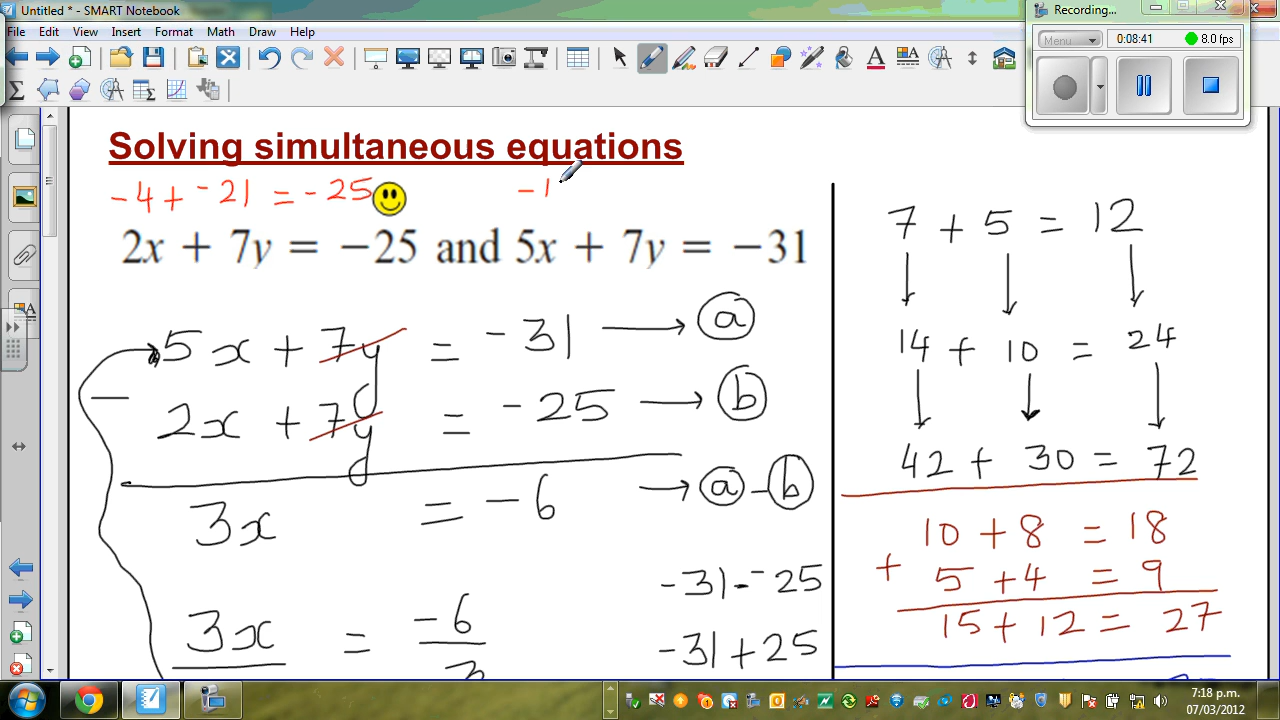 Untitled * - SMART Notebook
File Edit View Insert Format Math Draw Help
Recording...
Menu
0:08:41
8.0 fps
Solving simultaneous equations
-4 + -21 = -25
-1
2x + 7y = −25 and 5x + 7y = −31
5x + 7y = -31 → a
− 2x + 7y = -25 → b
3x = -6 → a - b
-31 - -25
3x = -6
3
-31 + 25
7 + 5 = 12
14 + 10 = 24
42 + 30 = 72
10 + 8 = 18
+ 5 + 4 = 9
15 + 12 = 27
7:18 p.m.
07/03/2012